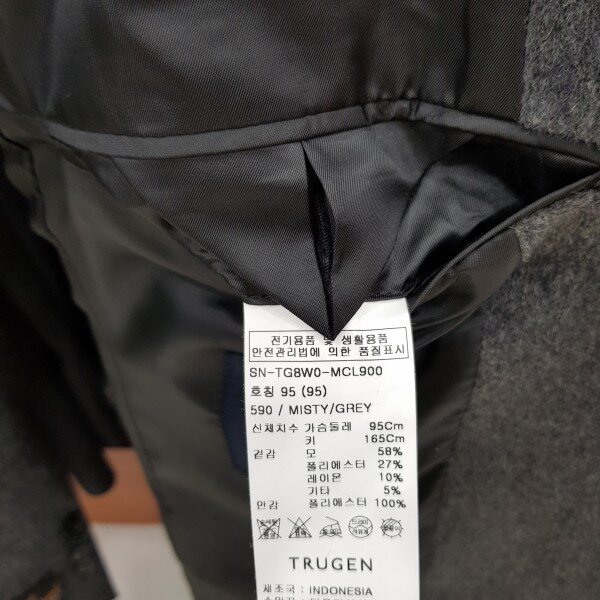 전기용품 및 생활용품
안전관리법에 의한 품질표시
SN-TG8W0-MCL900
호칭 95 (95)
590 / MISTY/GREY
신체치수 가슴둘레 95Cm
키 165Cm
겉감 모 58%
폴리에스터 27%
레이온 10%
기타 5%
안감 폴리에스터 100%
드라이
TRUGEN
제조국: INDONESIA